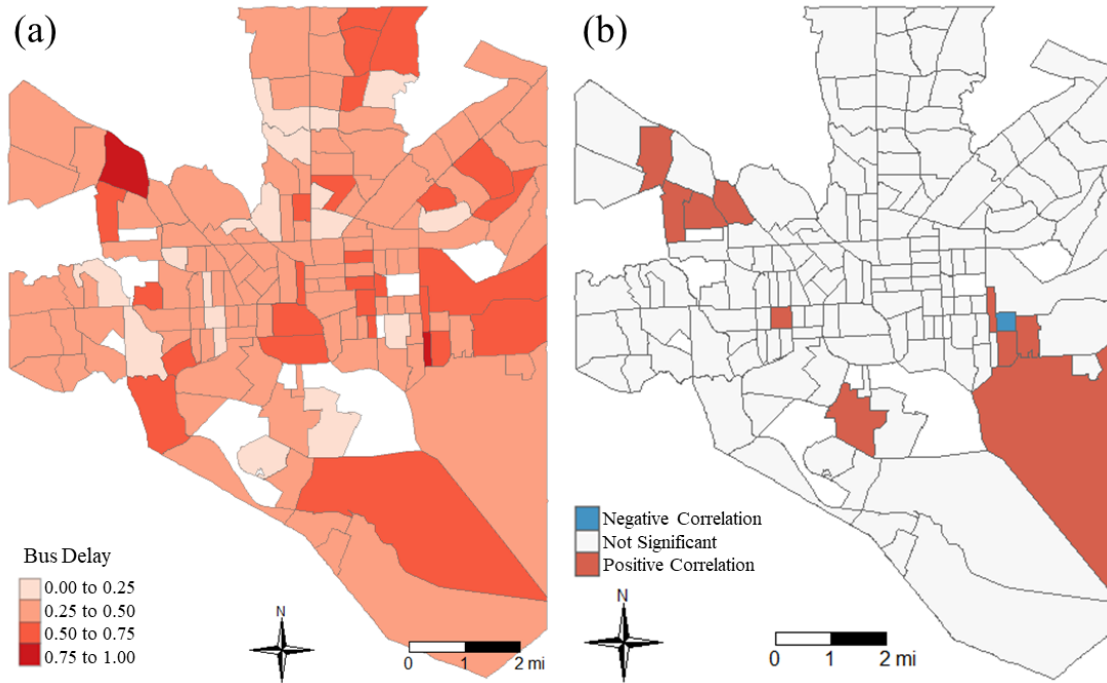 (a)
(b)
Bus Delay
0.00 to 0.25
0.25 to 0.50
0.50 to 0.75
0.75 to 1.00
N
0 1 2 mi
Negative Correlation
Not Significant
Positive Correlation
N
0 1 2 mi